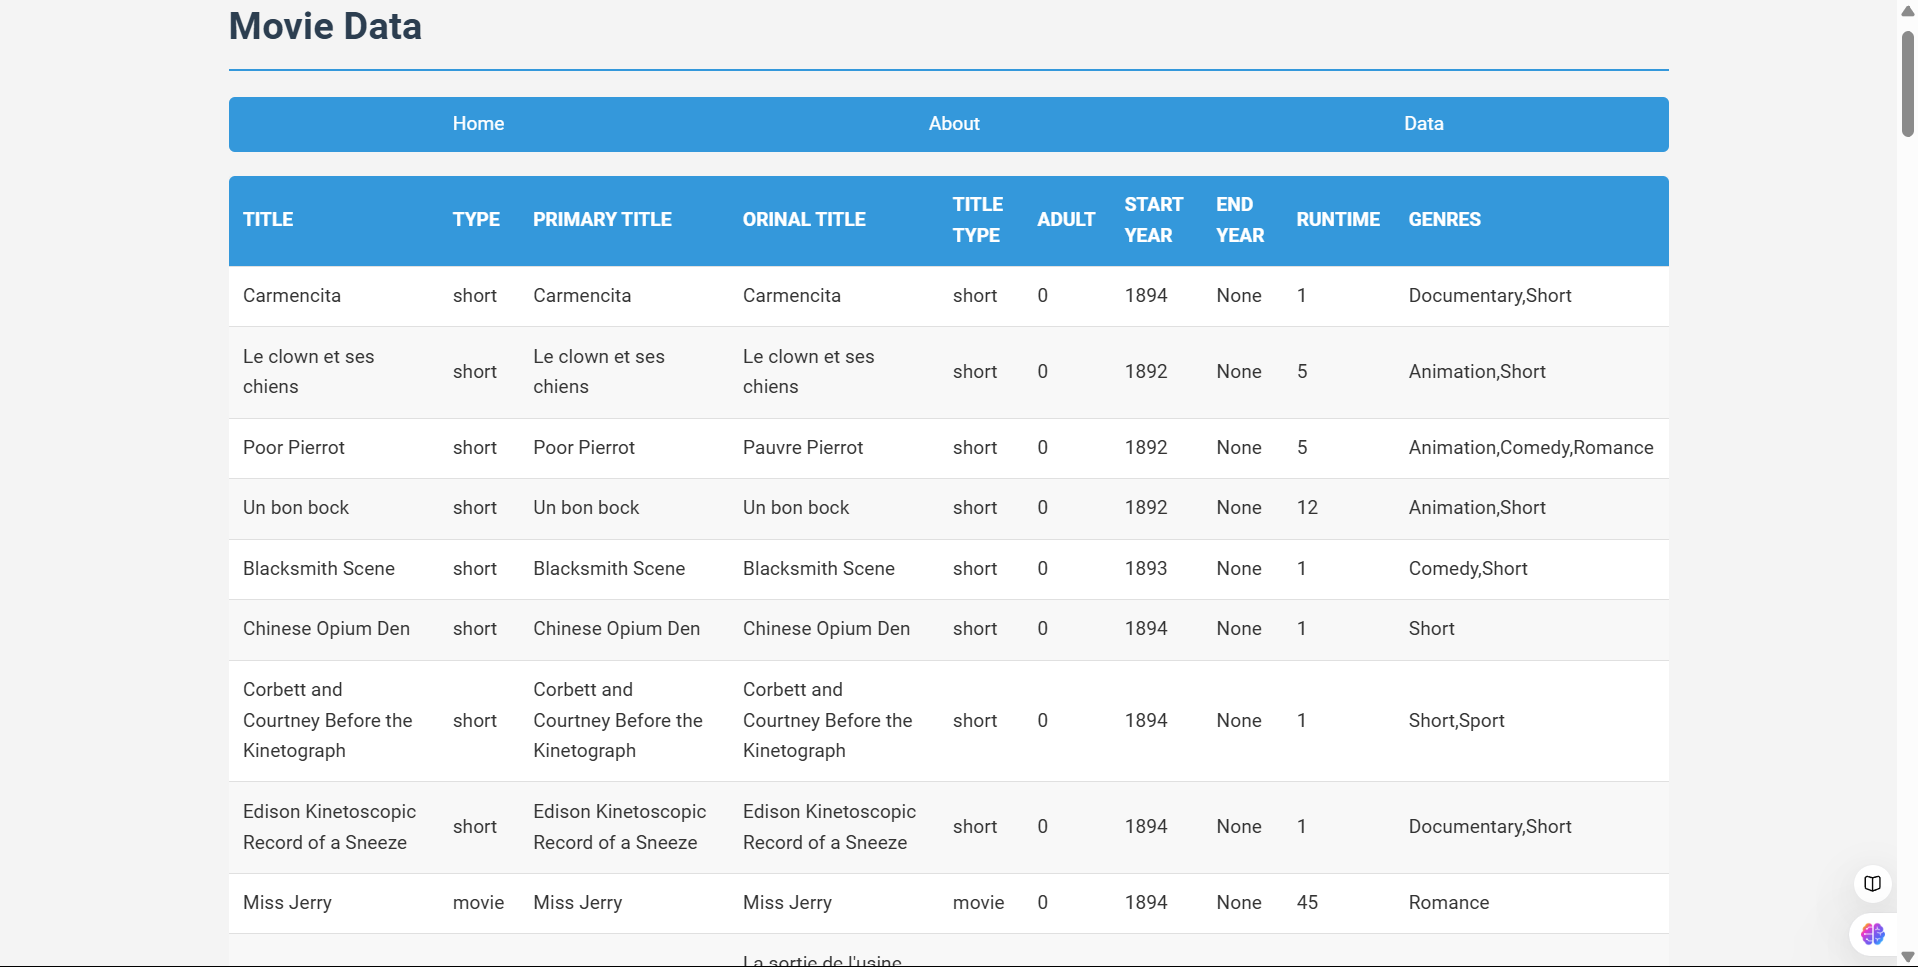 Movie Data
Home About Data
TITLE TYPE PRIMARY TITLE ORINAL TITLE TITLE TYPE ADULT START YEAR END YEAR RUNTIME GENRES
Carmencita short Carmencita Carmencita short 0 1894 None 1 Documentary,Short
Le clown et ses chiens short Le clown et ses chiens Le clown et ses chiens short 0 1892 None 5 Animation,Short
Poor Pierrot short Poor Pierrot Pauvre Pierrot short 0 1892 None 5 Animation,Comedy,Romance
Un bon bock short Un bon bock Un bon bock short 0 1892 None 12 Animation,Short
Blacksmith Scene short Blacksmith Scene Blacksmith Scene short 0 1893 None 1 Comedy,Short
Chinese Opium Den short Chinese Opium Den Chinese Opium Den short 0 1894 None 1 Short
Corbett and Courtney Before the Kinetograph short Corbett and Courtney Before the Kinetograph Corbett and Courtney Before the Kinetograph short 0 1894 None 1 Short,Sport
Edison Kinetoscopic Record of a Sneeze short Edison Kinetoscopic Record of a Sneeze Edison Kinetoscopic Record of a Sneeze short 0 1894 None 1 Documentary,Short
Miss Jerry movie Miss Jerry Miss Jerry movie 0 1894 None 45 Romance
La sortie de l'usine